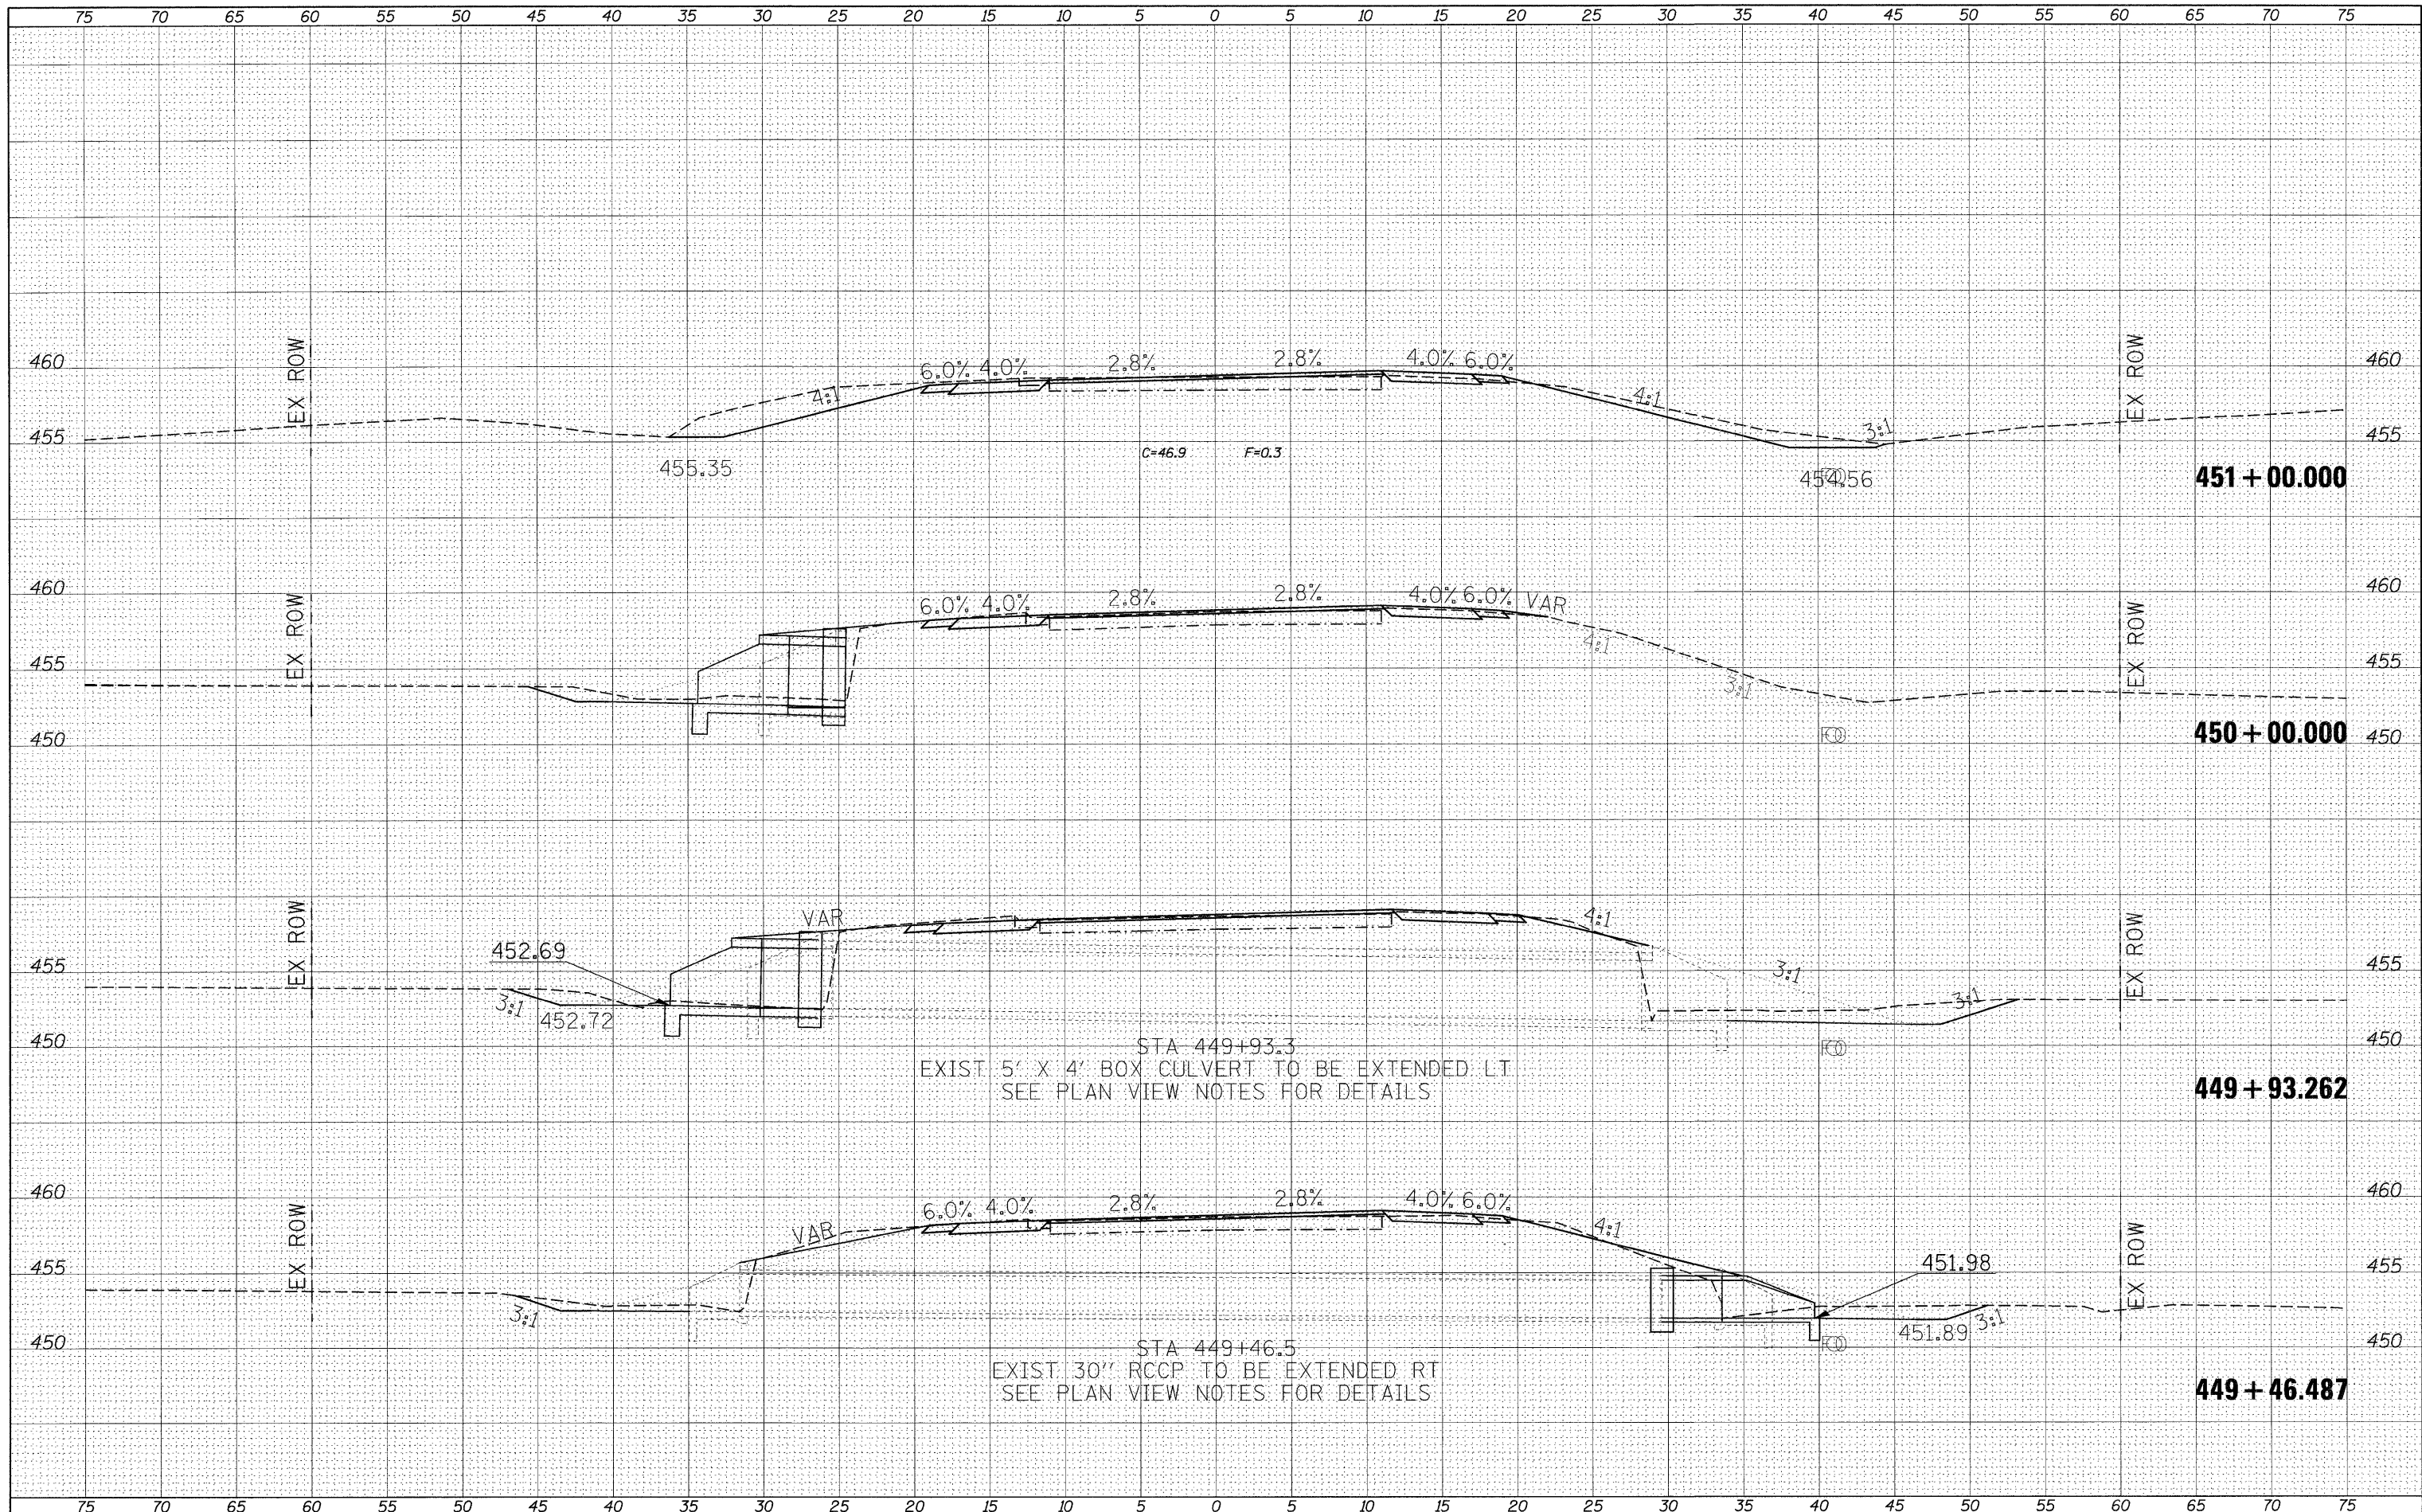 75 70 65 60 55 50 45 40 35 30 25 20 15 10 5 0 5 10 15 20 25 30 35 40 45 50 55 60 65 70 75
460 EX ROW 6.0% 4.0% 2.8% 2.8% 4.0% 6.0% EX ROW 460
4:1 4:1
455 3:1 455
455.35 C=46.9 F=0.3 454.56
451+00.000
460 EX ROW 6.0% 4.0% 2.8% 2.8% 4.0% 6.0% VAR EX ROW 460
4:1
455 3:1 455
450+00.000 450
EX ROW VAR 4:1 EX ROW
452.69
455 3:1 455
3:1 452.72 3:1
450 STA 449+93.3 450
EXIST 5' X 4' BOX CULVERT TO BE EXTENDED LT
SEE PLAN VIEW NOTES FOR DETAILS
449+93.262
460 EX ROW 6.0% 4.0% 2.8% 2.8% 4.0% 6.0% EX ROW 460
VAR 4:1
455 451.98 455
3:1 451.89 3:1
450 STA 449+46.5 450
EXIST 30" RCCP TO BE EXTENDED RT
SEE PLAN VIEW NOTES FOR DETAILS
449+46.487
75 70 65 60 55 50 45 40 35 30 25 20 15 10 5 0 5 10 15 20 25 30 35 40 45 50 55 60 65 70 75